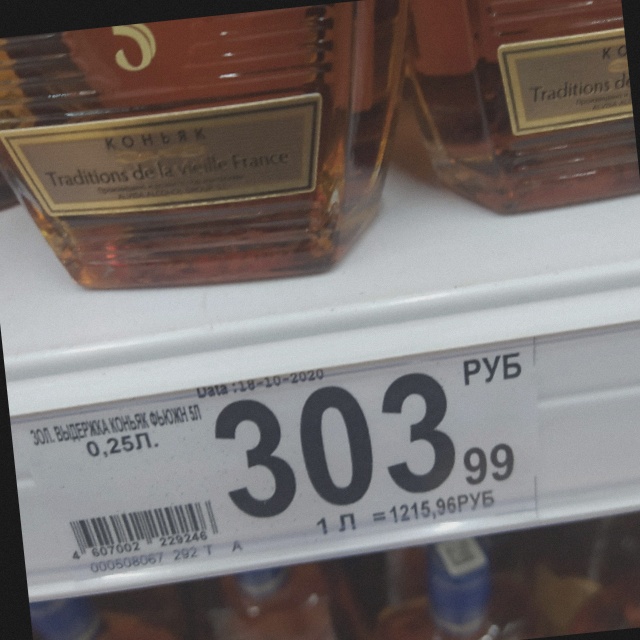 5
КОНЬЯК
Traditions de la Vieille France
Traditions de
Data :18-10-2020
ЗОЛ. ВЫДЕРЖКА КОНЬЯК ФЬЮЖН 5Л
0,25Л.
303
99
РУБ
1 Л =1215,96РУБ
4 607002 229246
000508067 292 Т А